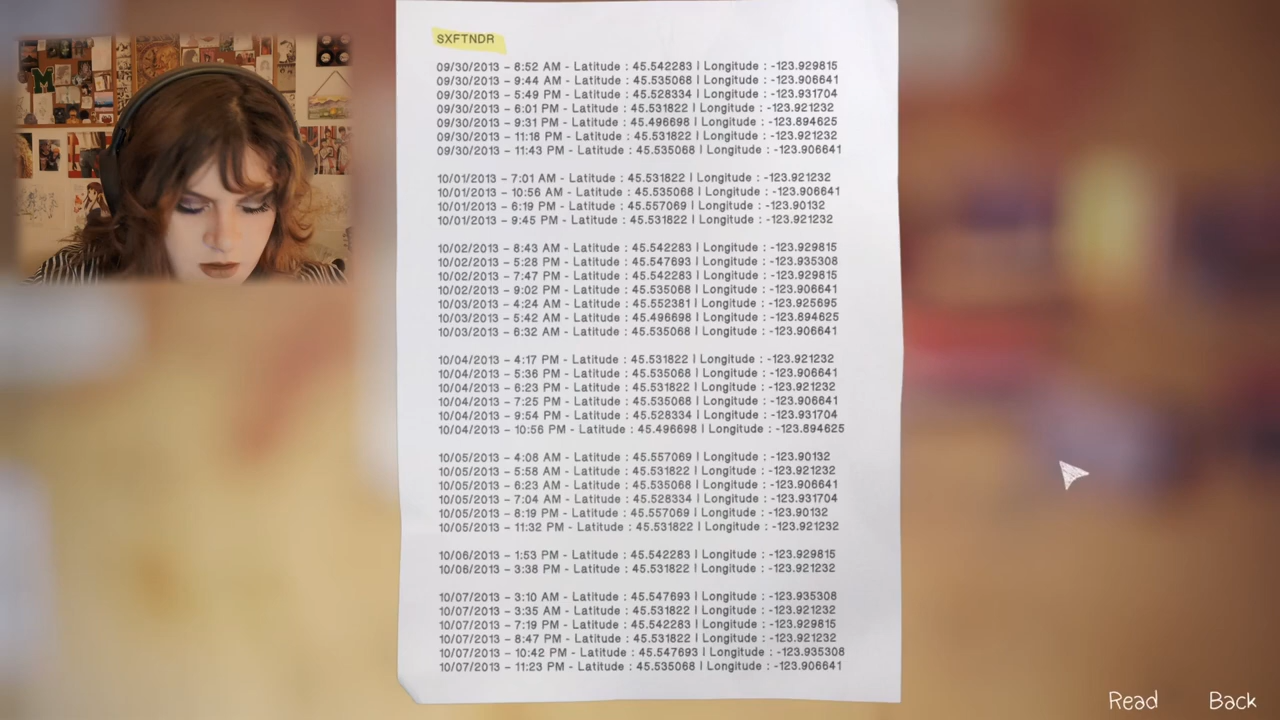 SXFTNDR
09/30/2013 – 8:52 AM - Latitude : 45.542283 | Longitude : -123.929815
09/30/2013 – 9:44 AM - Latitude : 45.535068 | Longitude : -123.906641
09/30/2013 – 5:49 PM - Latitude : 45.528334 | Longitude : -123.931704
09/30/2013 – 6:01 PM - Latitude : 45.531822 | Longitude : -123.921232
09/30/2013 – 9:31 PM - Latitude : 45.496698 | Longitude : -123.894625
09/30/2013 – 11:18 PM - Latitude : 45.531822 | Longitude : -123.921232
09/30/2013 – 11:43 PM - Latitude : 45.535068 | Longitude : -123.906641
10/01/2013 – 7:01 AM - Latitude : 45.531822 | Longitude : -123.921232
10/01/2013 – 10:56 AM - Latitude : 45.535068 | Longitude : -123.906641
10/01/2013 – 6:19 PM - Latitude : 45.557069 | Longitude : -123.90132
10/01/2013 – 9:45 PM - Latitude : 45.531822 | Longitude : -123.921232
10/02/2013 – 8:43 AM - Latitude : 45.542283 | Longitude : -123.929815
10/02/2013 – 5:28 PM - Latitude : 45.547693 | Longitude : -123.935308
10/02/2013 – 7:47 PM - Latitude : 45.542283 | Longitude : -123.929815
10/02/2013 – 9:02 PM - Latitude : 45.535068 | Longitude : -123.906641
10/03/2013 – 4:24 AM - Latitude : 45.552381 | Longitude : -123.925695
10/03/2013 – 5:42 AM - Latitude : 45.496698 | Longitude : -123.894625
10/03/2013 – 6:32 AM - Latitude : 45.535068 | Longitude : -123.906641
10/04/2013 – 4:17 PM - Latitude : 45.531822 | Longitude : -123.921232
10/04/2013 – 5:36 PM - Latitude : 45.535068 | Longitude : -123.906641
10/04/2013 – 6:23 PM - Latitude : 45.531822 | Longitude : -123.921232
10/04/2013 – 7:25 PM - Latitude : 45.535068 | Longitude : -123.906641
10/04/2013 – 9:54 PM - Latitude : 45.528334 | Longitude : -123.931704
10/04/2013 – 10:56 PM - Latitude : 45.496698 | Longitude : -123.894625
10/05/2013 – 4:08 AM - Latitude : 45.557069 | Longitude : -123.90132
10/05/2013 – 5:58 AM - Latitude : 45.531822 | Longitude : -123.921232
10/05/2013 – 6:23 AM - Latitude : 45.535068 | Longitude : -123.906641
10/05/2013 – 7:04 AM - Latitude : 45.528334 | Longitude : -123.931704
10/05/2013 – 8:19 PM - Latitude : 45.557069 | Longitude : -123.90132
10/05/2013 – 11:32 PM - Latitude : 45.531822 | Longitude : -123.921232
10/06/2013 – 1:53 PM - Latitude : 45.542283 | Longitude : -123.929815
10/06/2013 – 3:38 PM - Latitude : 45.531822 | Longitude : -123.921232
10/07/2013 – 3:10 AM - Latitude : 45.547693 | Longitude : -123.935308
10/07/2013 – 3:35 AM - Latitude : 45.531822 | Longitude : -123.921232
10/07/2013 – 7:19 PM - Latitude : 45.542283 | Longitude : -123.929815
10/07/2013 – 8:47 PM - Latitude : 45.531822 | Longitude : -123.921232
10/07/2013 – 10:42 PM - Latitude : 45.547693 | Longitude : -123.935308
10/07/2013 – 11:23 PM - Latitude : 45.535068 | Longitude : -123.906641
M
Read Back